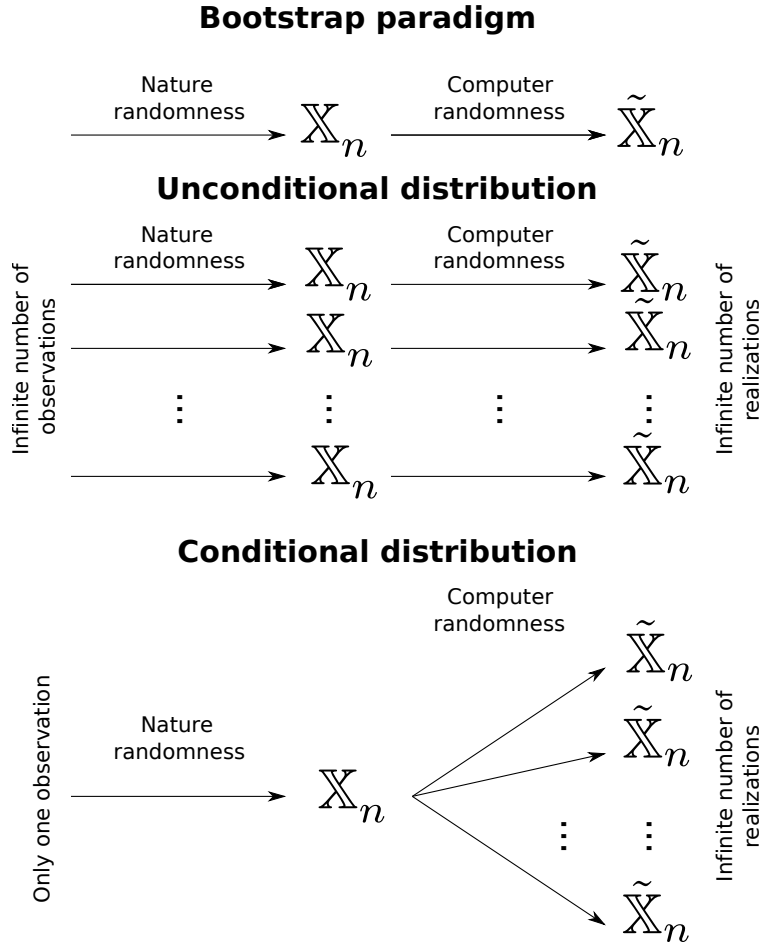 Bootstrap paradigm
Nature
randomness
Computer
randomness
𝕏ₙ
𝕏̃ₙ
Unconditional distribution
Infinite number of
observations
Nature
randomness
Computer
randomness
𝕏ₙ
𝕏̃ₙ
𝕏ₙ
𝕏̃ₙ
⋮ ⋮ ⋮ ⋮
𝕏ₙ
𝕏̃ₙ
Infinite number of
realizations
Conditional distribution
Only one observation
Nature
randomness
𝕏ₙ
Computer
randomness
𝕏̃ₙ
𝕏̃ₙ
⋮ ⋮
𝕏̃ₙ
Infinite number of
realizations